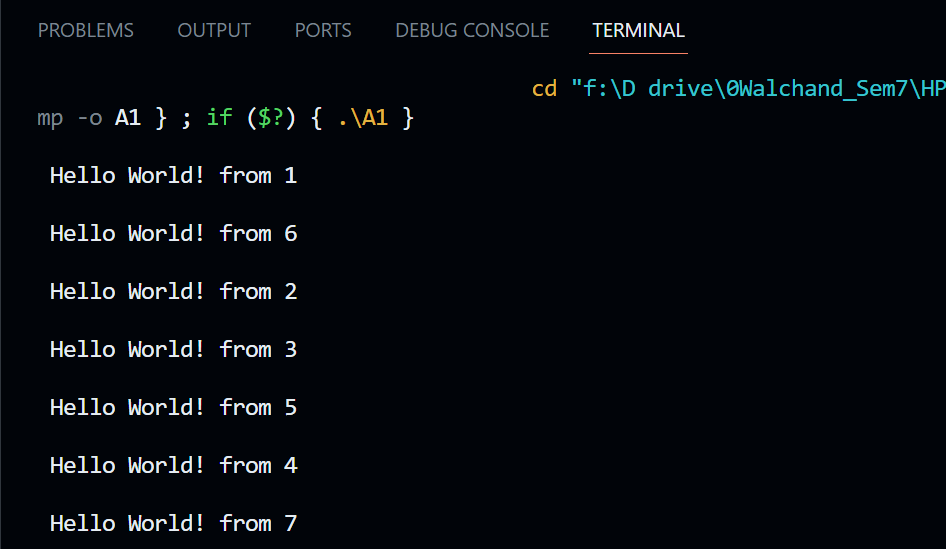 PROBLEMS OUTPUT PORTS DEBUG CONSOLE TERMINAL
cd "f:\D drive\0Walchand_Sem7\HP
mp -o A1 } ; if ($?) { .\A1 }
Hello World! from 1
Hello World! from 6
Hello World! from 2
Hello World! from 3
Hello World! from 5
Hello World! from 4
Hello World! from 7